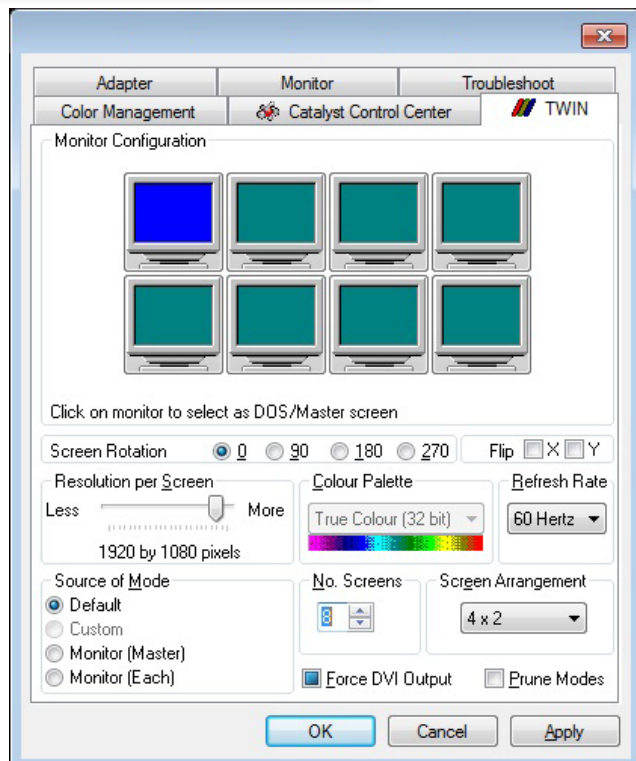 Adapter Monitor Troubleshoot
Color Management Catalyst Control Center TWIN
Monitor Configuration
Click on monitor to select as DOS/Master screen
Screen Rotation 0 90 180 270 Flip X Y
Resolution per Screen Colour Palette Refresh Rate
Less More True Colour (32 bit) 60 Hertz
1920 by 1080 pixels
Source of Mode No. Screens Screen Arrangement
Default 8 4 x 2
Custom
Monitor (Master)
Monitor (Each) Force DVI Output Prune Modes
OK Cancel Apply